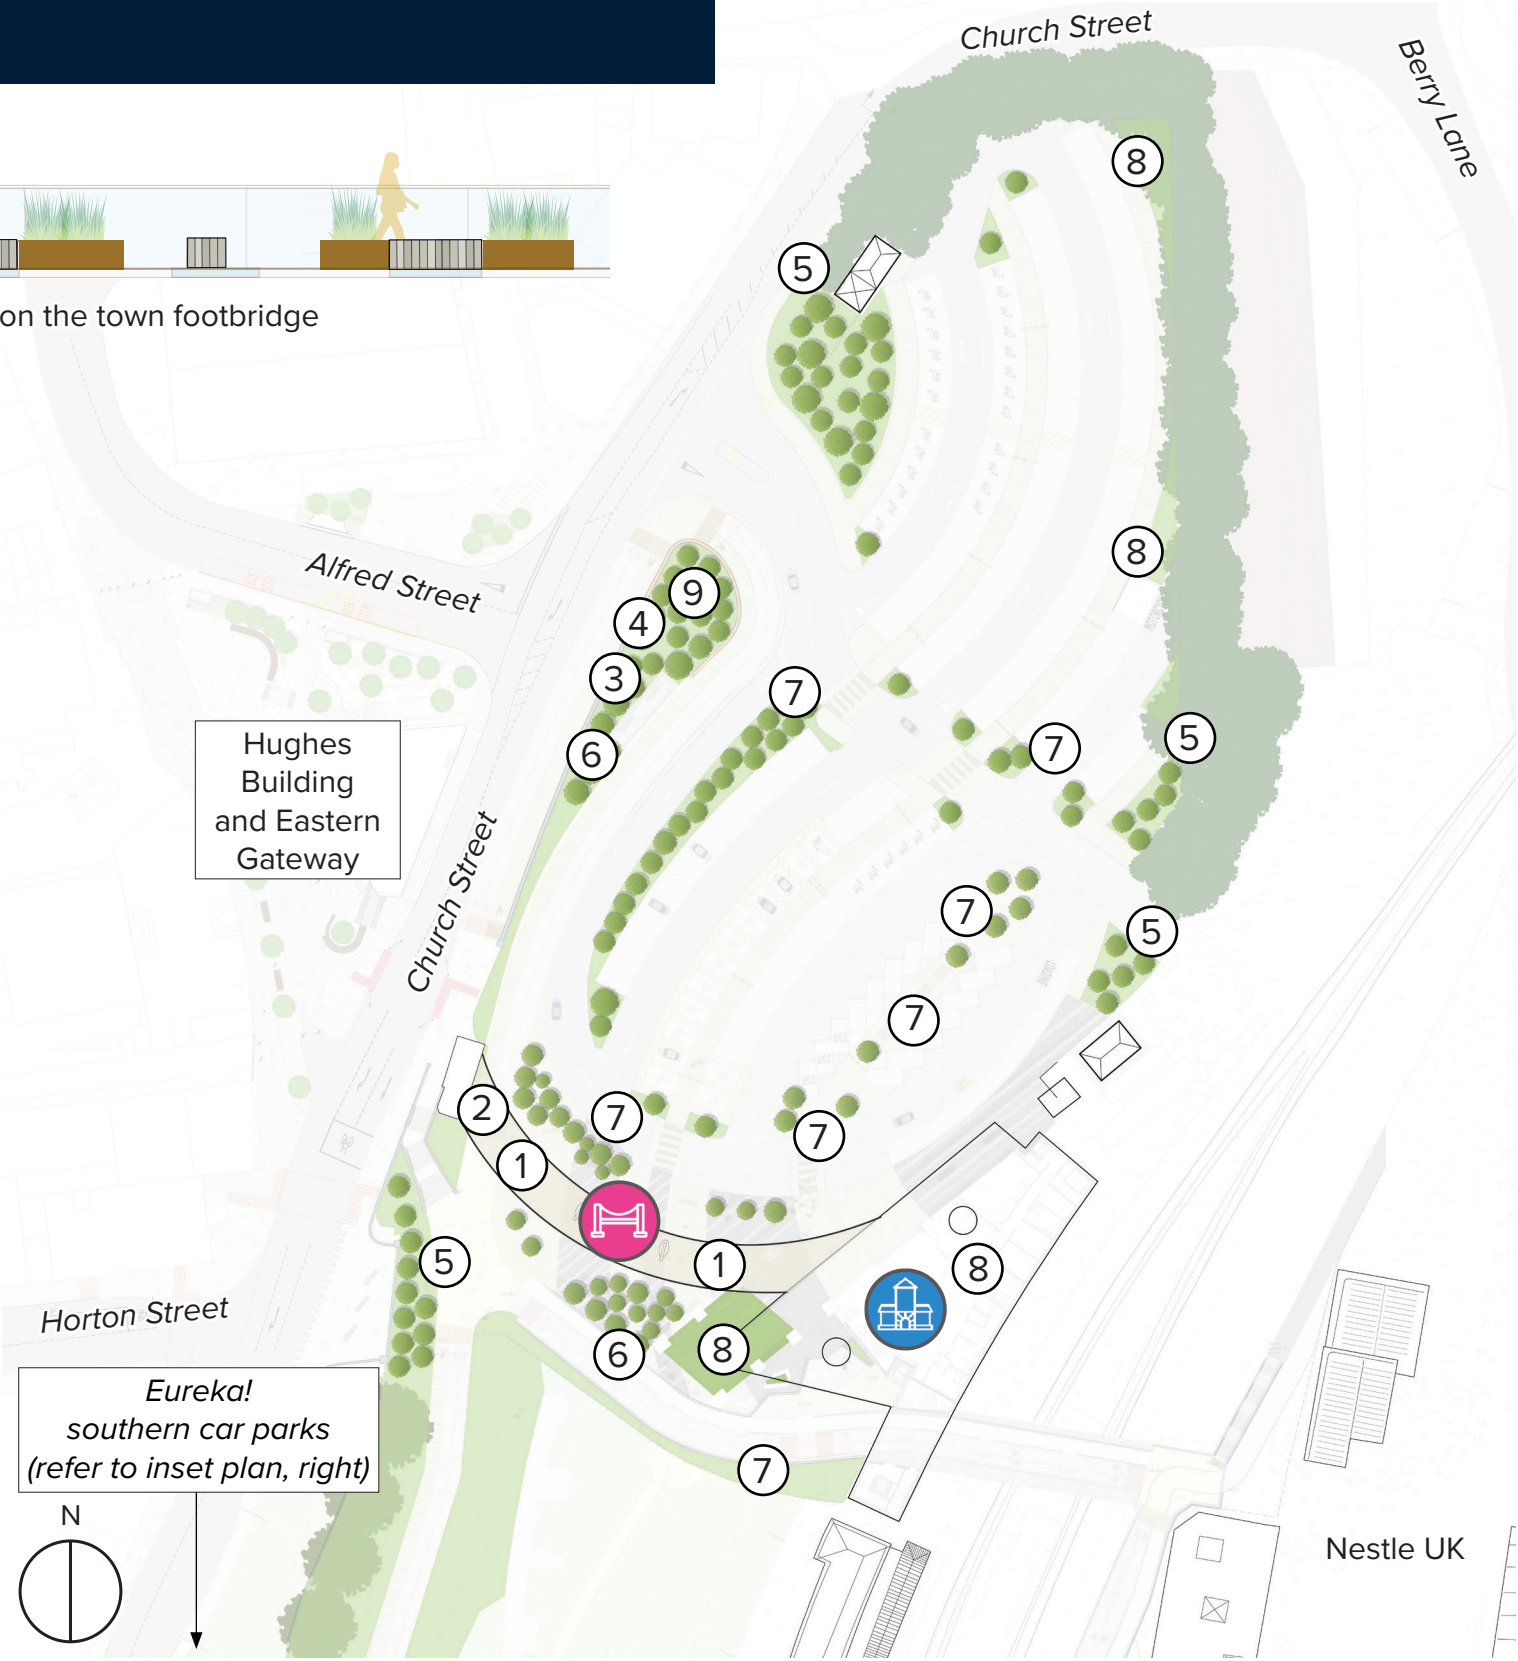 Church Street
Berry Lane
8
5
on the town footbridge
8
Alfred Street
9
4
3
7
6
7
5
Hughes
Building
and Eastern
Gateway
Church Street
7
5
7
2
7
7
1
1
5
8
Horton Street
8
6
Eureka!
southern car parks
(refer to inset plan, right)
7
N
Nestle UK